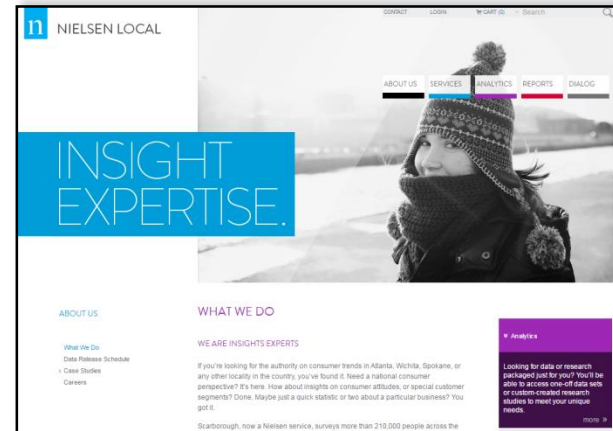 CONTACT LOGIN CART (0) Search
n NIELSEN LOCAL
ABOUT US SERVICES ANALYTICS REPORTS DIALOG
INSIGHT
EXPERTISE.
ABOUT US
What We Do
Data Release Schedule
› Case Studies
Careers
WHAT WE DO
WE ARE INSIGHTS EXPERTS
If you're looking for the authority on consumer trends in Atlanta, Wichita, Spokane, or
any other locality in the country, you've found it. Need a national consumer
perspective? It's here. How about insights on consumer attitudes, or special customer
segments? Done. Maybe just a quick statistic or two about a particular business? You
got it.
Scarborough, now a Nielsen service, surveys more than 210,000 people across the
Analytics
Looking for data or research
packaged just for you? You'll be
able to access one-off data sets
or custom-created research
studies to meet your unique
needs.
more »